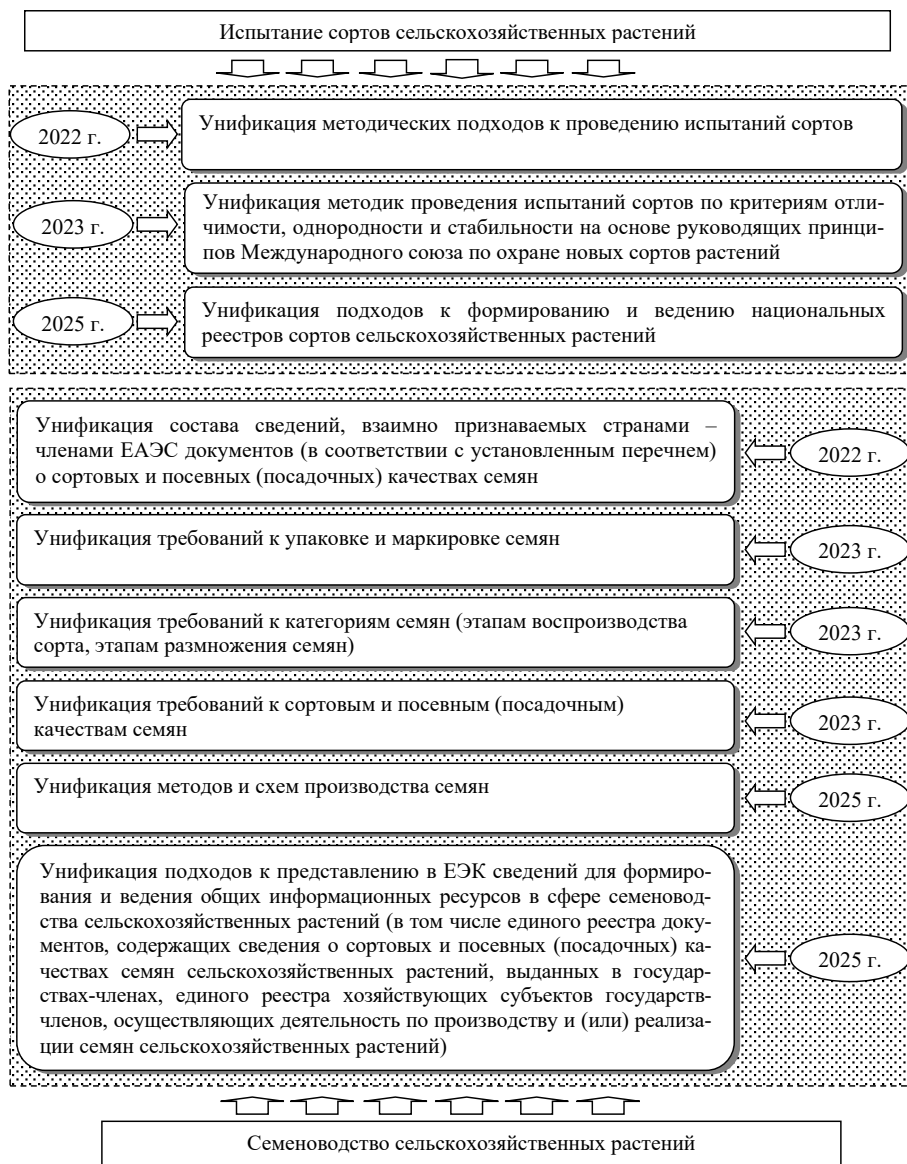 Испытание сортов сельскохозяйственных растений
2022 г.
Унификация методических подходов к проведению испытаний сортов
2023 г.
Унификация методик проведения испытаний сортов по критериям отли-
чимости, однородности и стабильности на основе руководящих принци-
пов Международного союза по охране новых сортов растений
2025 г.
Унификация подходов к формированию и ведению национальных
реестров сортов сельскохозяйственных растений
Унификация состава сведений, взаимно признаваемых странами –
членами ЕАЭС документов (в соответствии с установленным перечнем)
о сортовых и посевных (посадочных) качествах семян
2022 г.
Унификация требований к упаковке и маркировке семян
2023 г.
Унификация требований к категориям семян (этапам воспроизводства
сорта, этапам размножения семян)
2023 г.
Унификация требований к сортовым и посевным (посадочным)
качествам семян
2023 г.
Унификация методов и схем производства семян
2025 г.
Унификация подходов к представлению в ЕЭК сведений для формиро-
вания и ведения общих информационных ресурсов в сфере семеновод-
ства сельскохозяйственных растений (в том числе единого реестра доку-
ментов, содержащих сведения о сортовых и посевных (посадочных) ка-
чествах семян сельскохозяйственных растений, выданных в государ-
ствах-членах, единого реестра хозяйствующих субъектов государств-
членов, осуществляющих деятельность по производству и (или) реализа-
ции семян сельскохозяйственных растений)
2025 г.
Семеноводство сельскохозяйственных растений